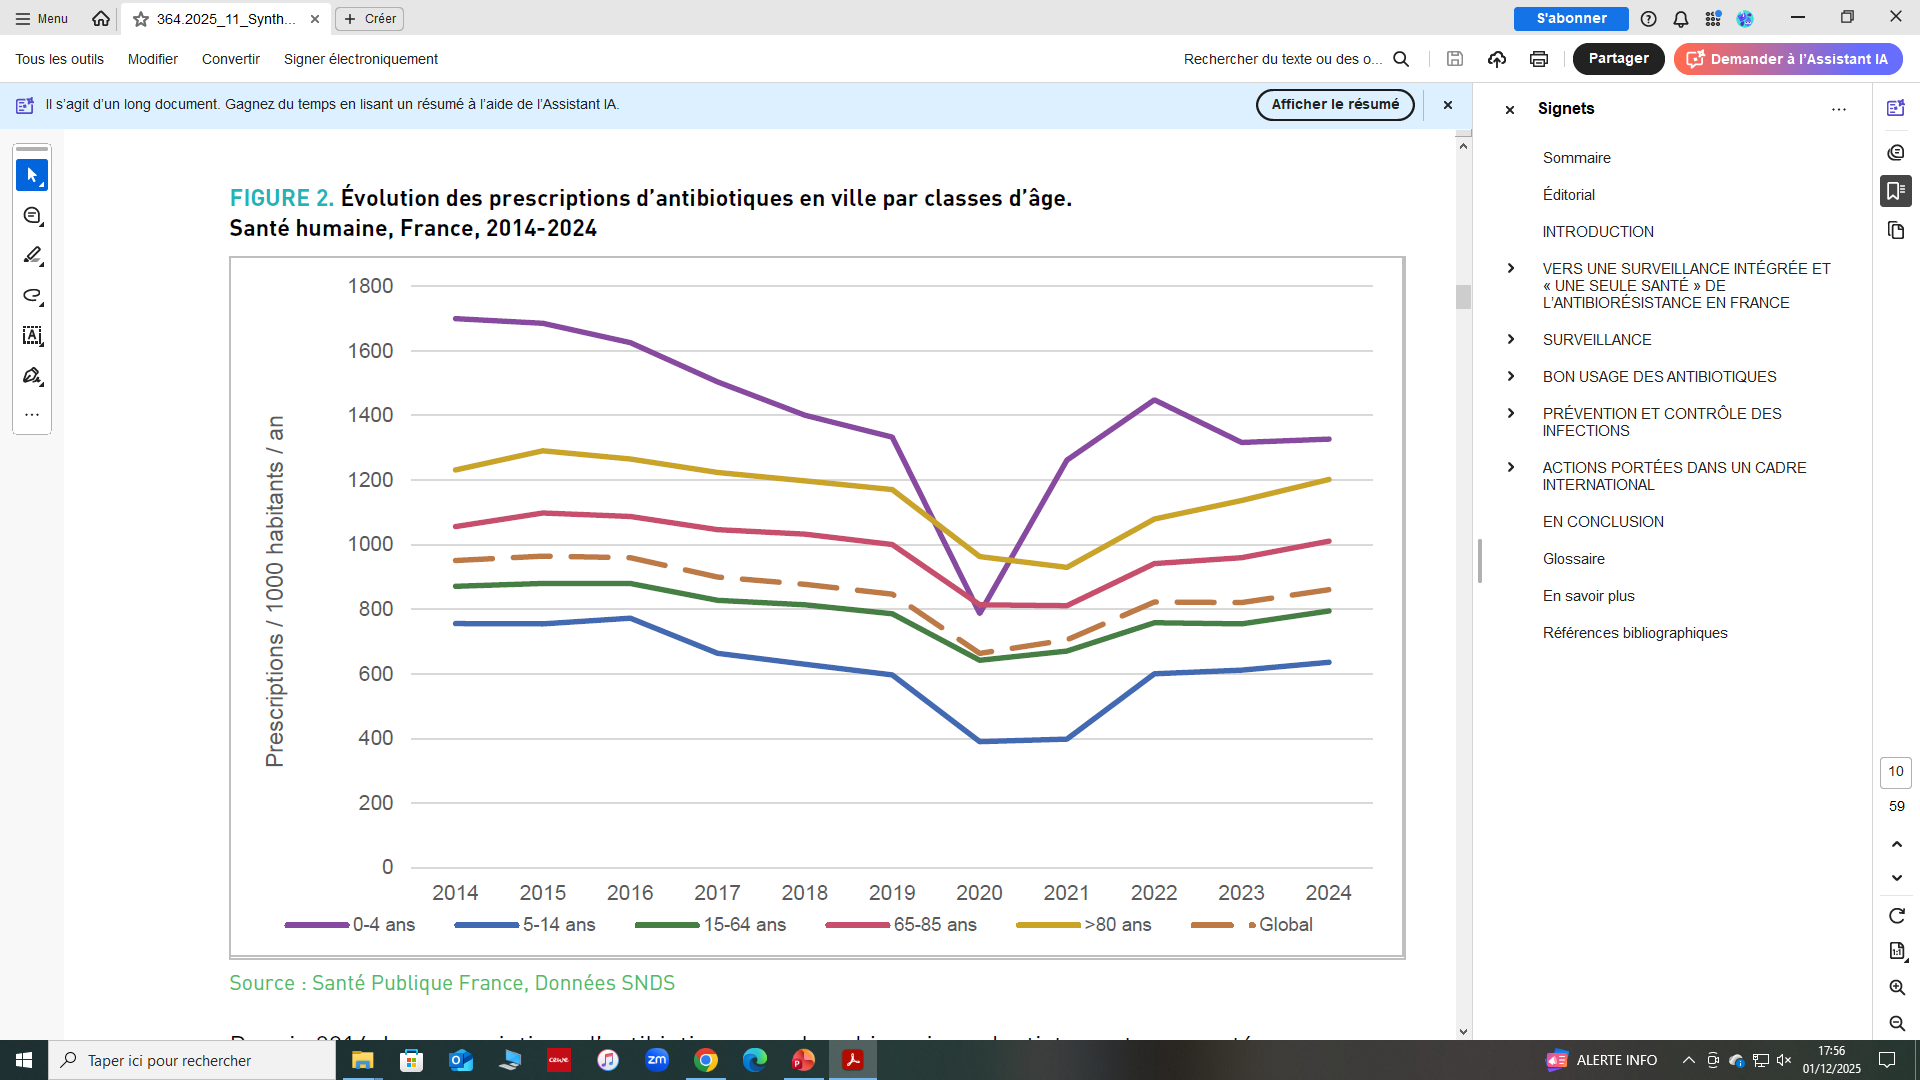 Menu
364.2025_11_Synth...
Créer
S'abonner
Tous les outils
Modifier
Convertir
Signer électroniquement
Rechercher du texte ou des o...
Partager
Demander à l'Assistant IA
Il s'agit d'un long document. Gagnez du temps en lisant un résumé à l'aide de l'Assistant IA.
Afficher le résumé
FIGURE 2. Évolution des prescriptions d'antibiotiques en ville par classes d'âge.
Santé humaine, France, 2014-2024
Prescriptions / 1000 habitants / an
1800
1600
1400
1200
1000
800
600
400
200
0
2014 2015 2016 2017 2018 2019 2020 2021 2022 2023 2024
0-4 ans 5-14 ans 15-64 ans 65-85 ans >80 ans Global
Source : Santé Publique France, Données SNDS
Signets
Sommaire
Éditorial
INTRODUCTION
VERS UNE SURVEILLANCE INTÉGRÉE ET
« UNE SEULE SANTÉ » DE
L'ANTIBIORÉSISTANCE EN FRANCE
SURVEILLANCE
BON USAGE DES ANTIBIOTIQUES
PRÉVENTION ET CONTRÔLE DES
INFECTIONS
ACTIONS PORTÉES DANS UN CADRE
INTERNATIONAL
EN CONCLUSION
Glossaire
En savoir plus
Références bibliographiques
10
59
1:1
Taper ici pour rechercher
cewe
zm
ALERTE INFO
17:56
01/12/2025